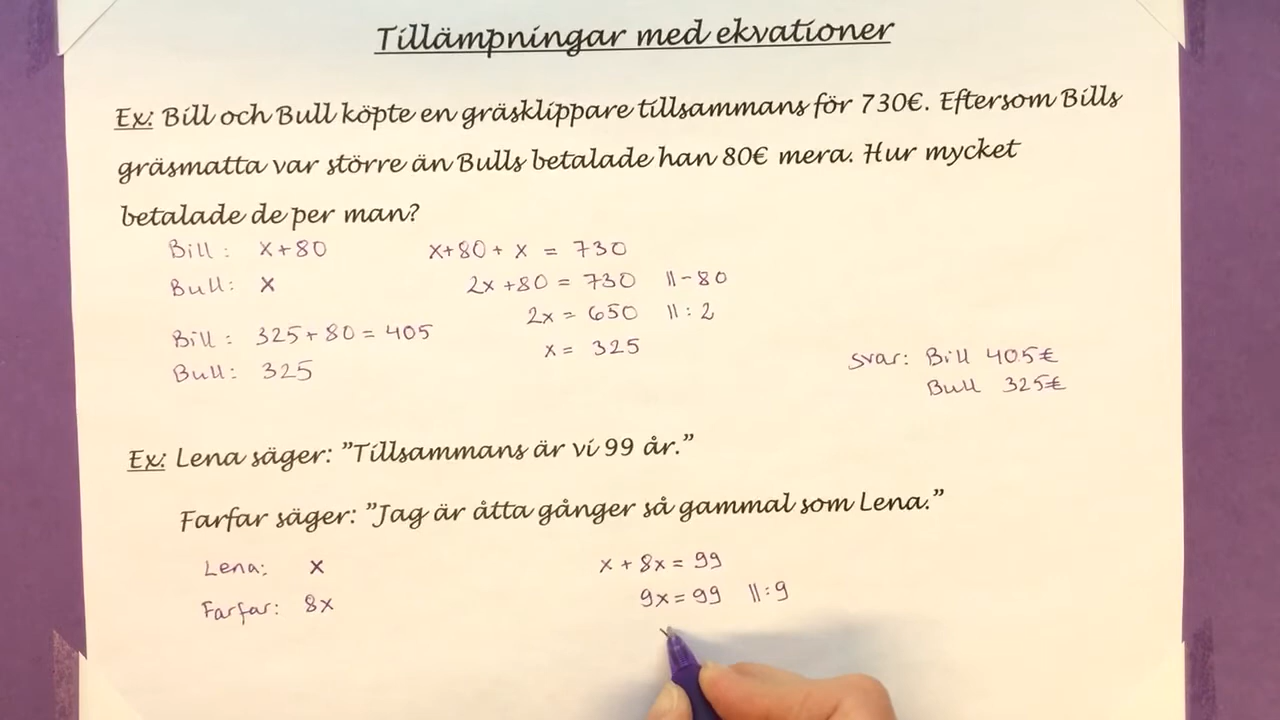 Tillämpningar med ekvationer
Ex: Bill och Bull köpte en gräsklippare tillsammans för 730€. Eftersom Bills
gräsmatta var större än Bulls betalade han 80€ mera. Hur mycket
betalade de per man?
Bill: x+80 x+80+x = 730
Bull: x 2x+80 = 730 ||-80
2x = 650 ||:2
Bill: 325+80=405
x = 325
Bull: 325
svar: Bill 405€
Bull 325€
Ex: Lena säger: ”Tillsammans är vi 99 år.”
Farfar säger: ”Jag är åtta gånger så gammal som Lena.”
Lena: x x + 8x = 99
Farfar: 8x 9x = 99 ||:9